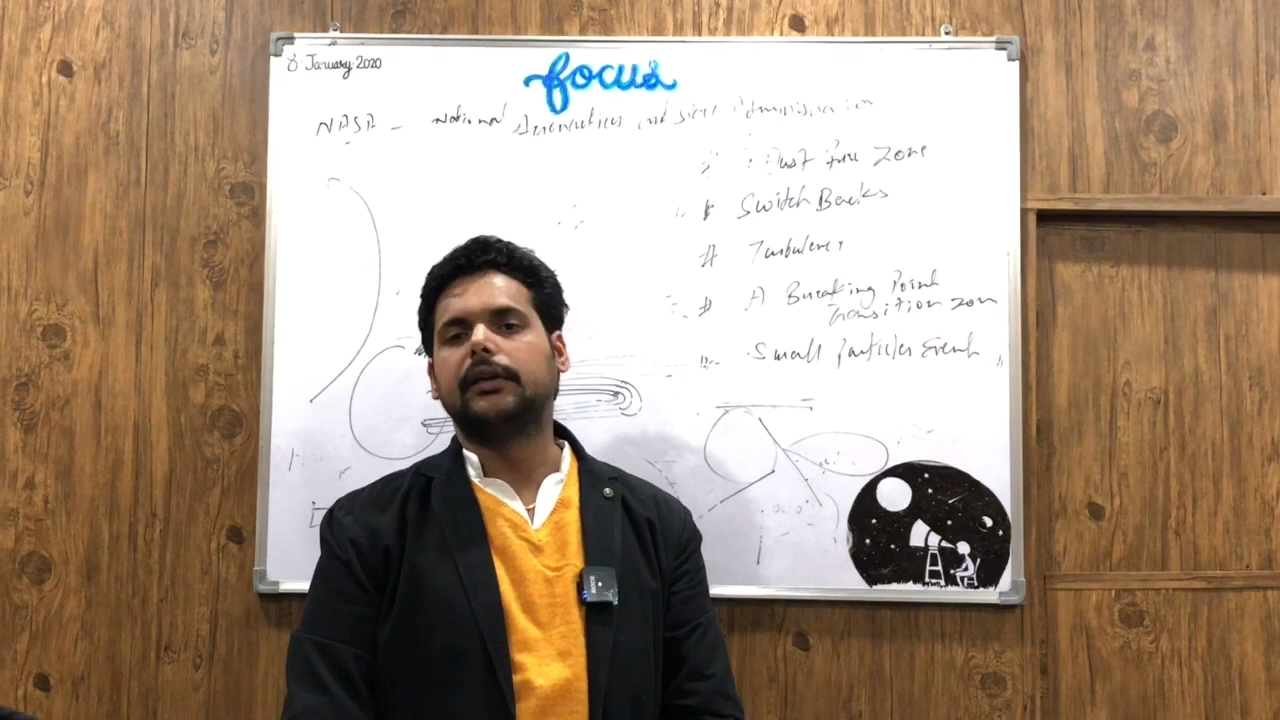 8 January 2020
focus
NASA - National Aeronautics and space Administration
# Dust free Zone
# Switch Backs
# Turbulence
# A Breaking Point
Transition zon
Small Particles Event